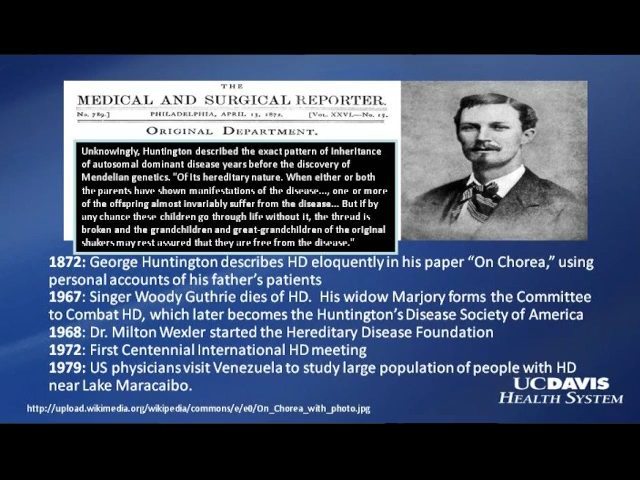 THE
MEDICAL AND SURGICAL REPORTER.
No. 789.] PHILADELPHIA, APRIL 13, 1872. [VOL. XXVI.—No. 15.
ORIGINAL DEPARTMENT.
Unknowingly, Huntington described the exact pattern of inheritance
of autosomal dominant disease years before the discovery of
Mendelian genetics. "Of its hereditary nature. When either or both
the parents have shown manifestations of the disease..., one or more
of the offspring almost invariably suffer from the disease... But if by
any chance these children go through life without it, the thread is
broken and the grandchildren and great-grandchildren of the original
shakers may rest assured that they are free from the disease."
1872: George Huntington describes HD eloquently in his paper “On Chorea,” using
personal accounts of his father’s patients
1967: Singer Woody Guthrie dies of HD. His widow Marjory forms the Committee
to Combat HD, which later becomes the Huntington’s Disease Society of America
1968: Dr. Milton Wexler started the Hereditary Disease Foundation
1972: First Centennial International HD meeting
1979: US physicians visit Venezuela to study large population of people with HD
near Lake Maracaibo.
UCDAVIS
HEALTH SYSTEM
http://upload.wikimedia.org/wikipedia/commons/e/e0/On_Chorea_with_photo.jpg